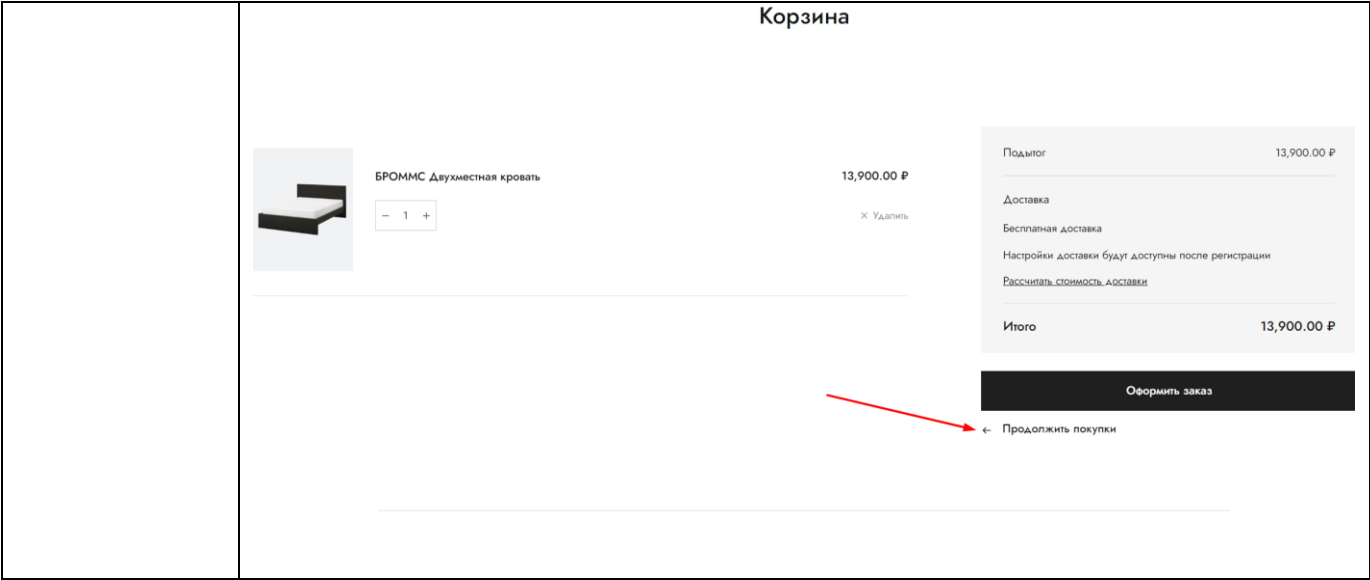 Корзина
БРОММС Двухместная кровать
13,900.00 ₽
− 1 +
× Удалить
Подытог
13,900.00 ₽
Доставка
Бесплатная доставка
Настройки доставки будут доступны после регистрации
Рассчитать стоимость доставки
Итого
13,900.00 ₽
Оформить заказ
← Продолжить покупки